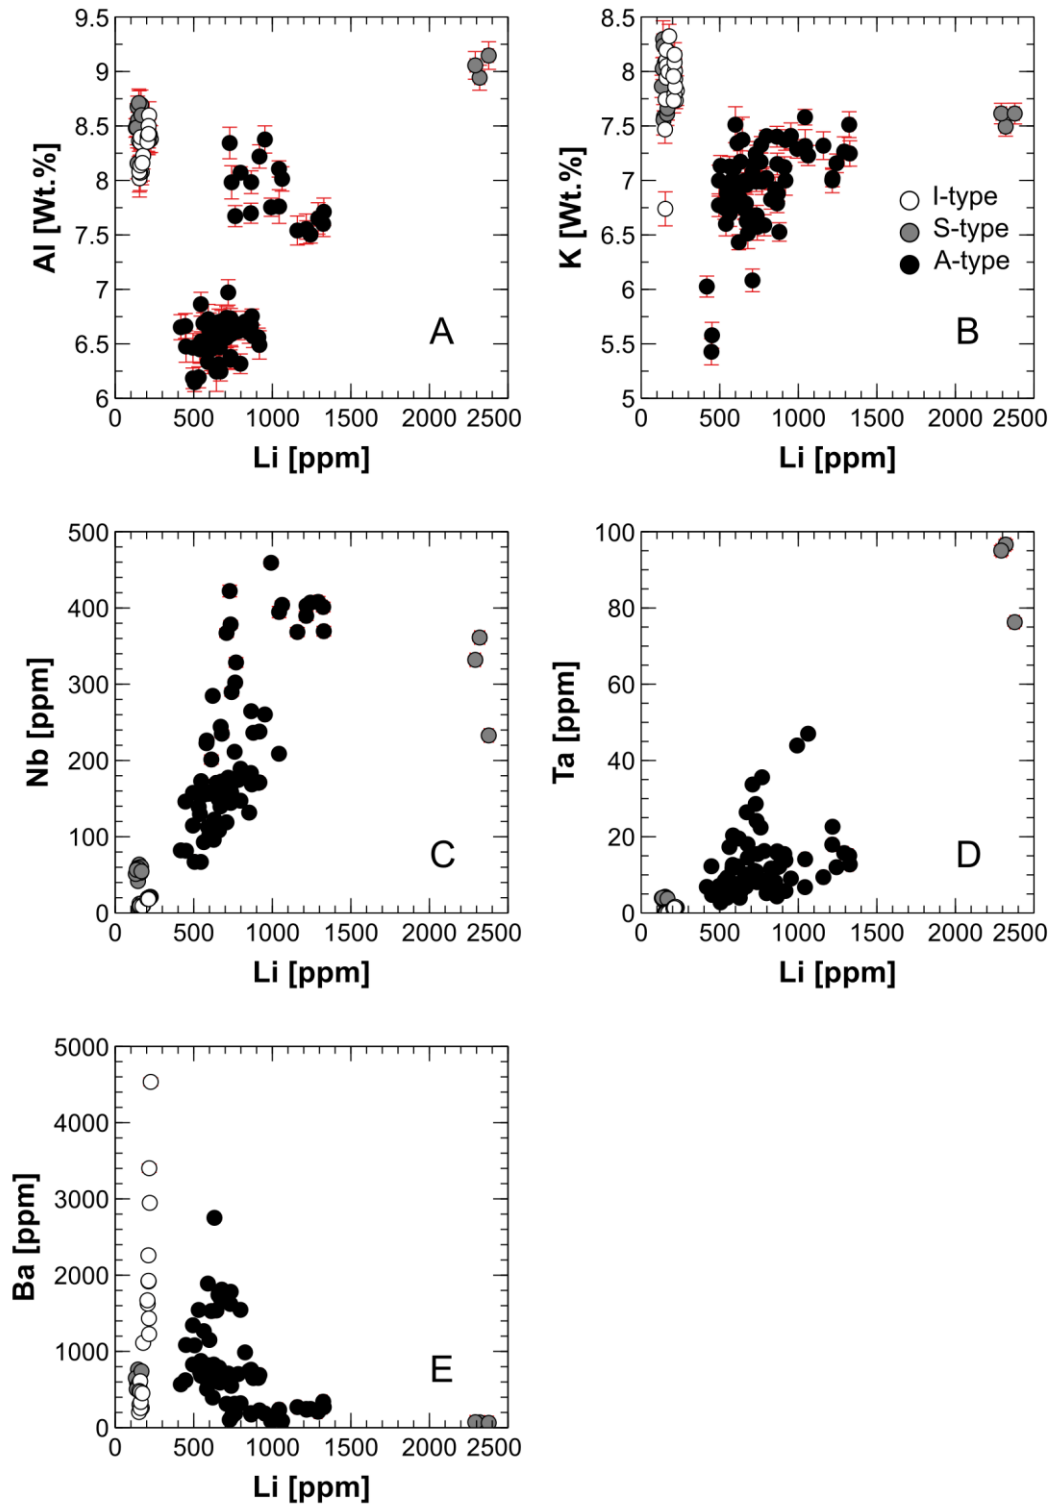 9.5
9
8.5
8
7.5
7
6.5
6
Al [Wt.%]
A
0 500 1000 1500 2000 2500
Li [ppm]
8.5
8
7.5
7
6.5
6
5.5
5
K [Wt.%]
I-type
S-type
A-type
B
0 500 1000 1500 2000 2500
Li [ppm]
500
400
300
200
100
0
Nb [ppm]
C
0 500 1000 1500 2000 2500
Li [ppm]
100
80
60
40
20
0
Ta [ppm]
D
0 500 1000 1500 2000 2500
Li [ppm]
5000
4000
3000
2000
1000
0
Ba [ppm]
E
0 500 1000 1500 2000 2500
Li [ppm]